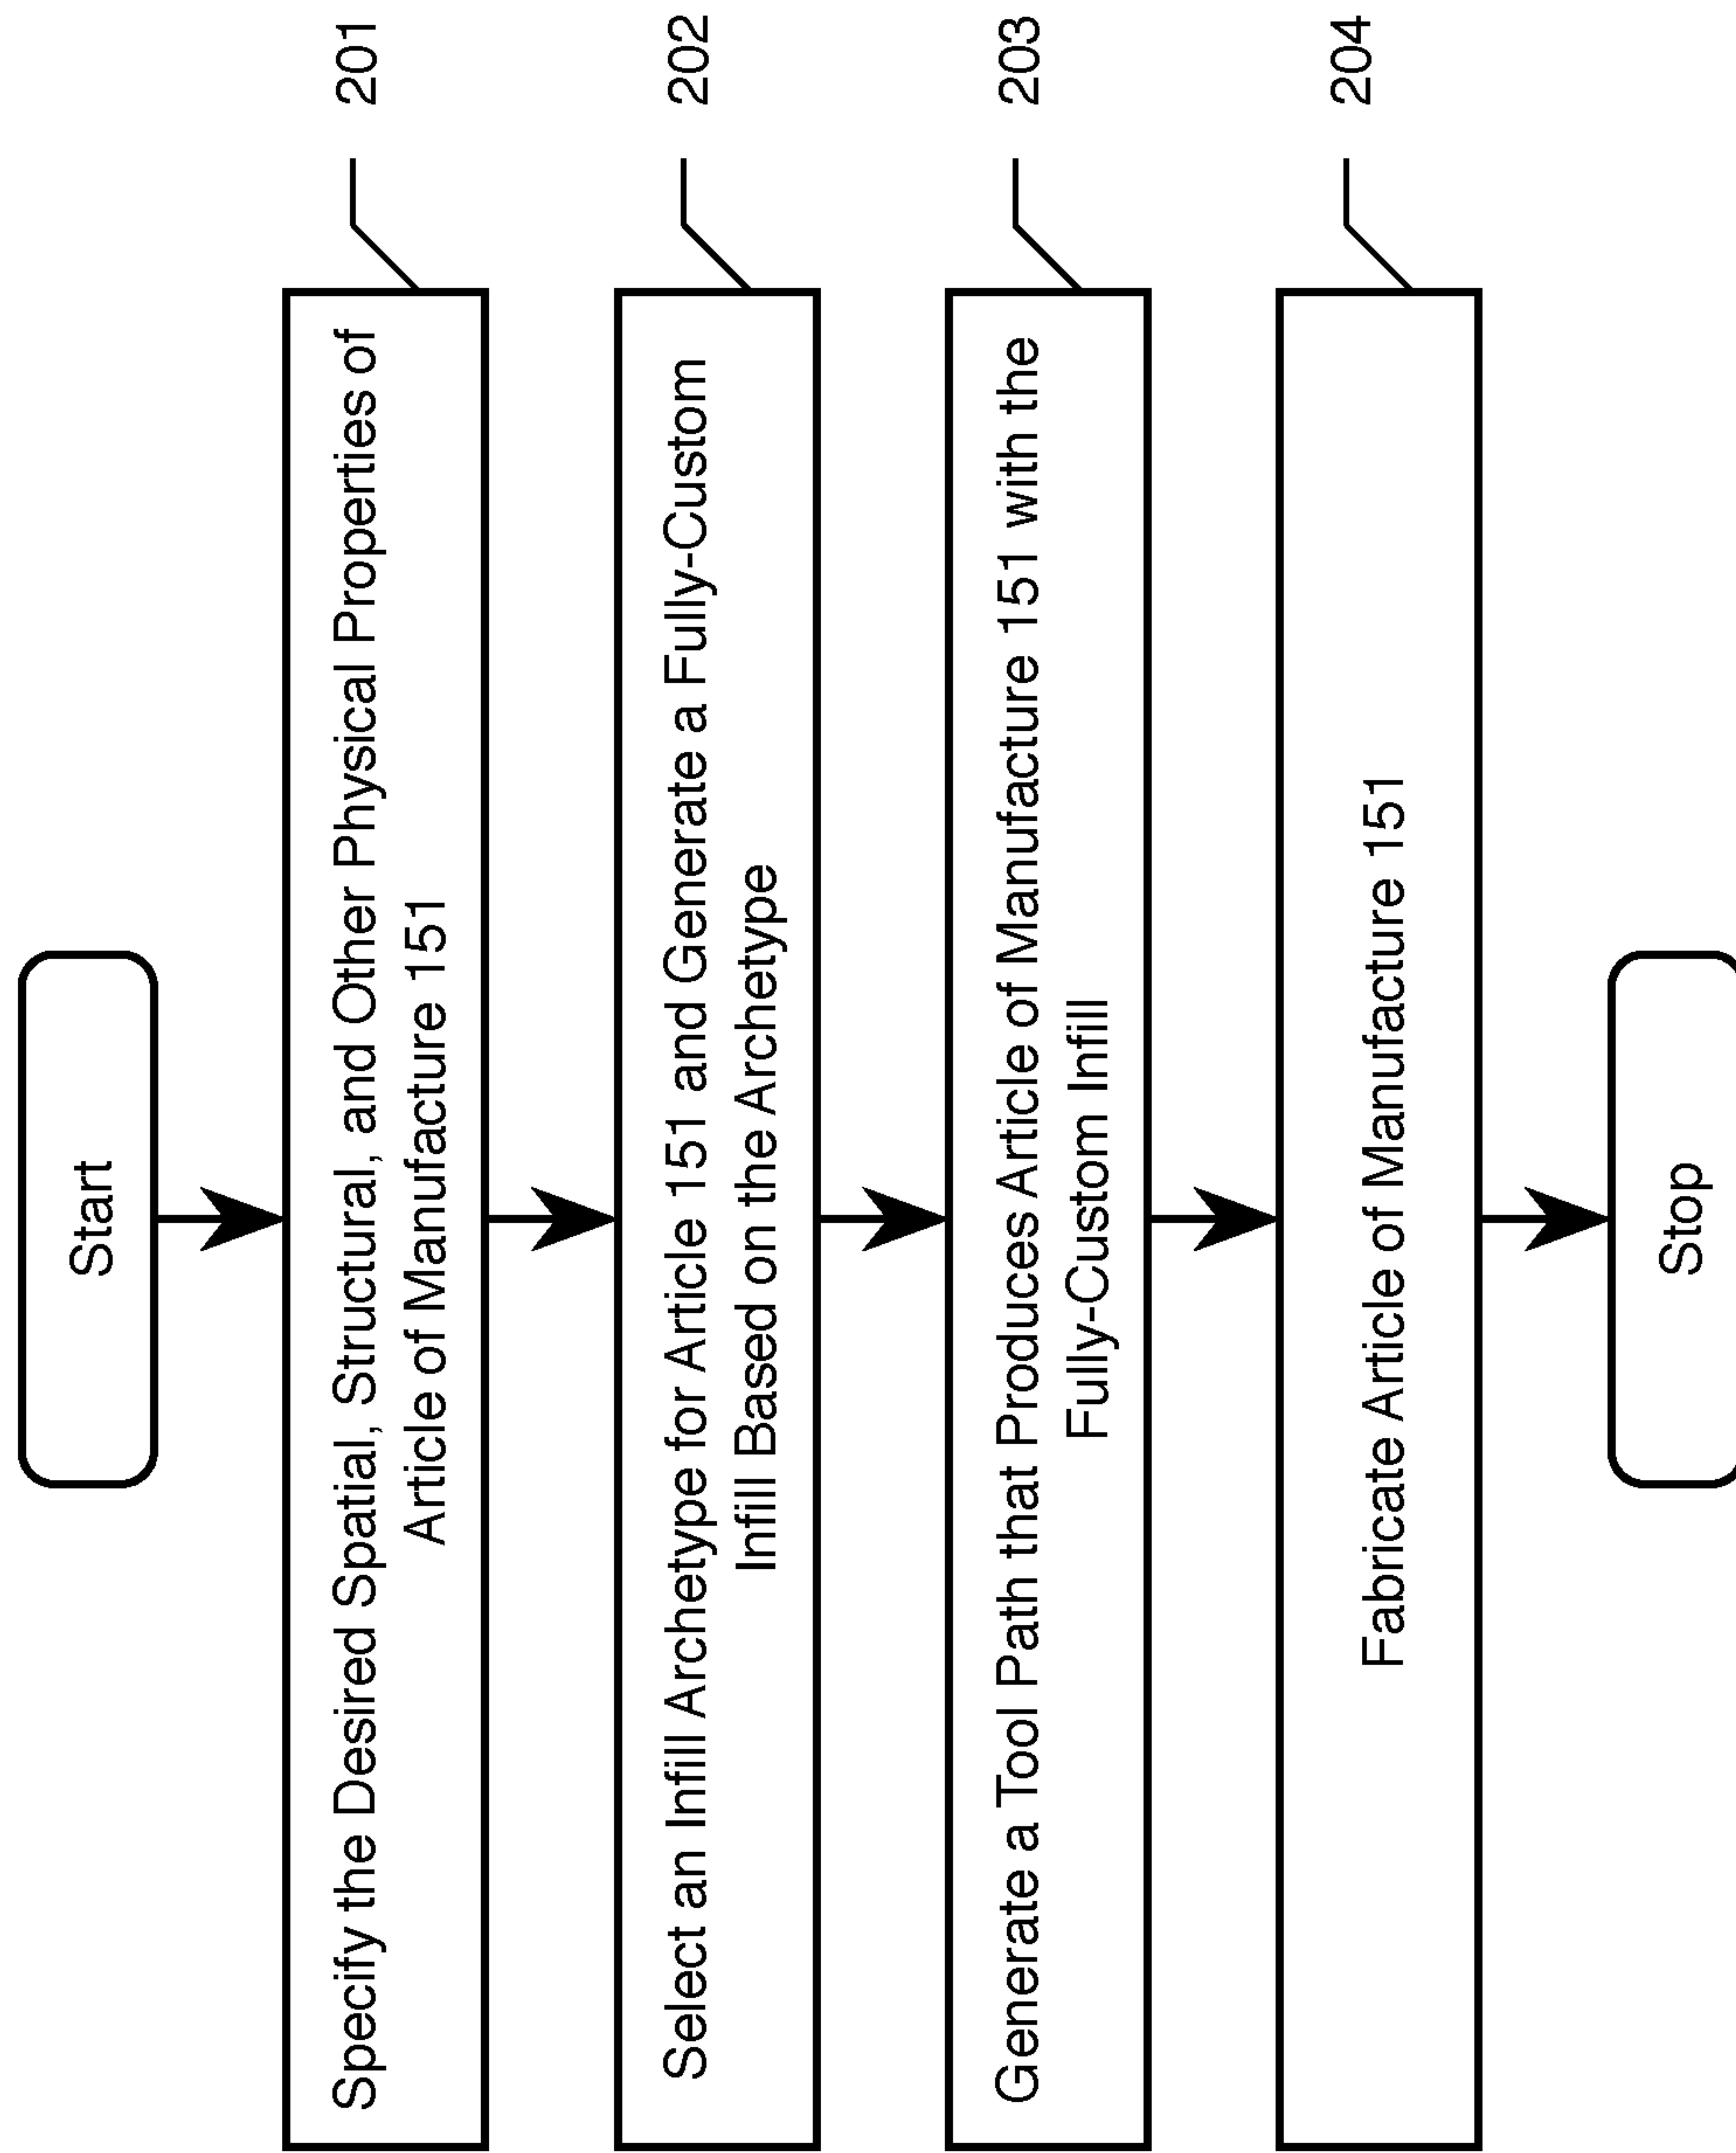 Start
Specify the Desired Spatial, Structural, and Other Physical Properties of
Article of Manufacture 151
201
Select an Infill Archetype for Article 151 and Generate a Fully-Custom
Infill Based on the Archetype
202
Generate a Tool Path that Produces Article of Manufacture 151 with the
Fully-Custom Infill
203
Fabricate Article of Manufacture 151
204
Stop